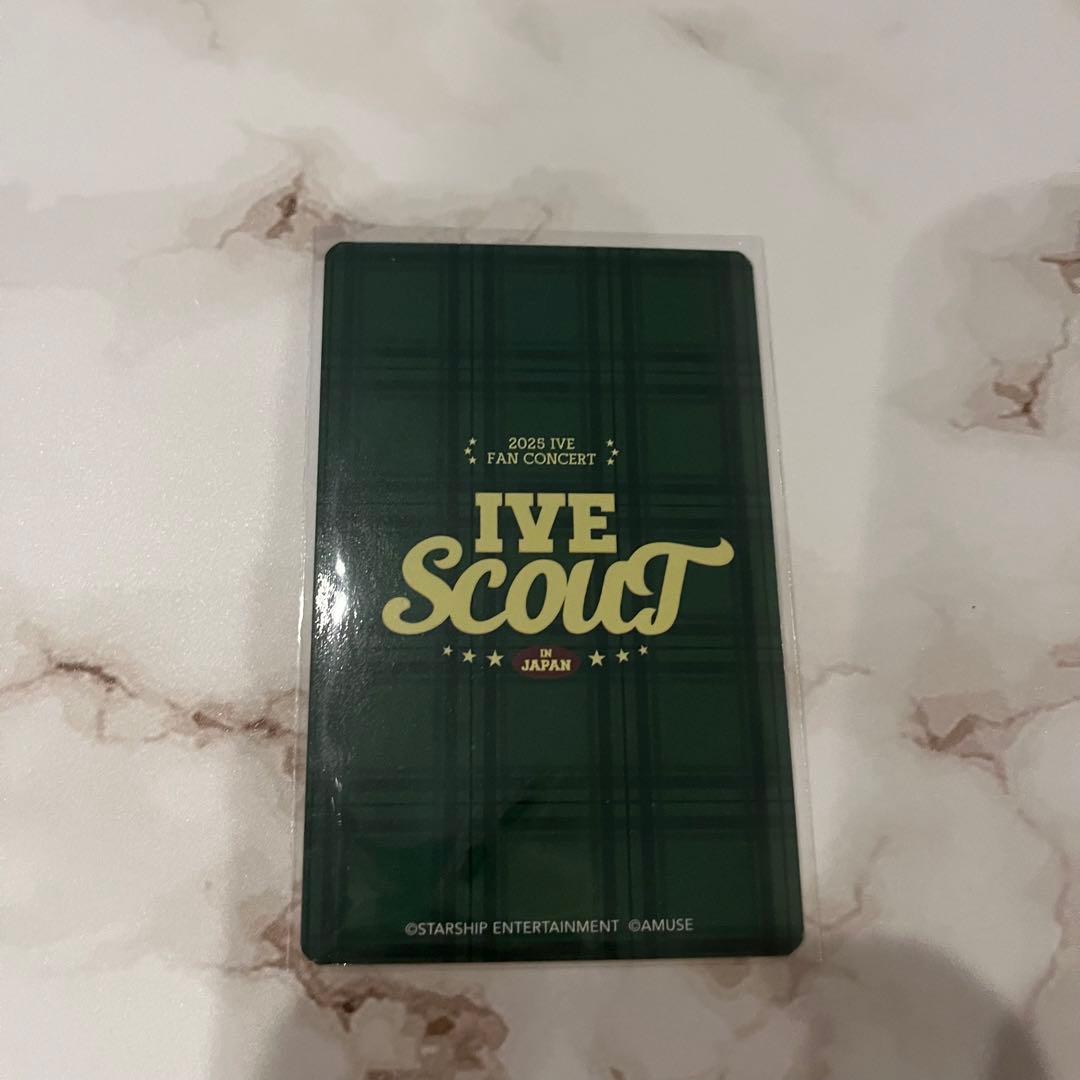 2025 IVE
FAN CONCERT
IVE
SCOUT
IN
JAPAN
©STARSHIP ENTERTAINMENT ©AMUSE